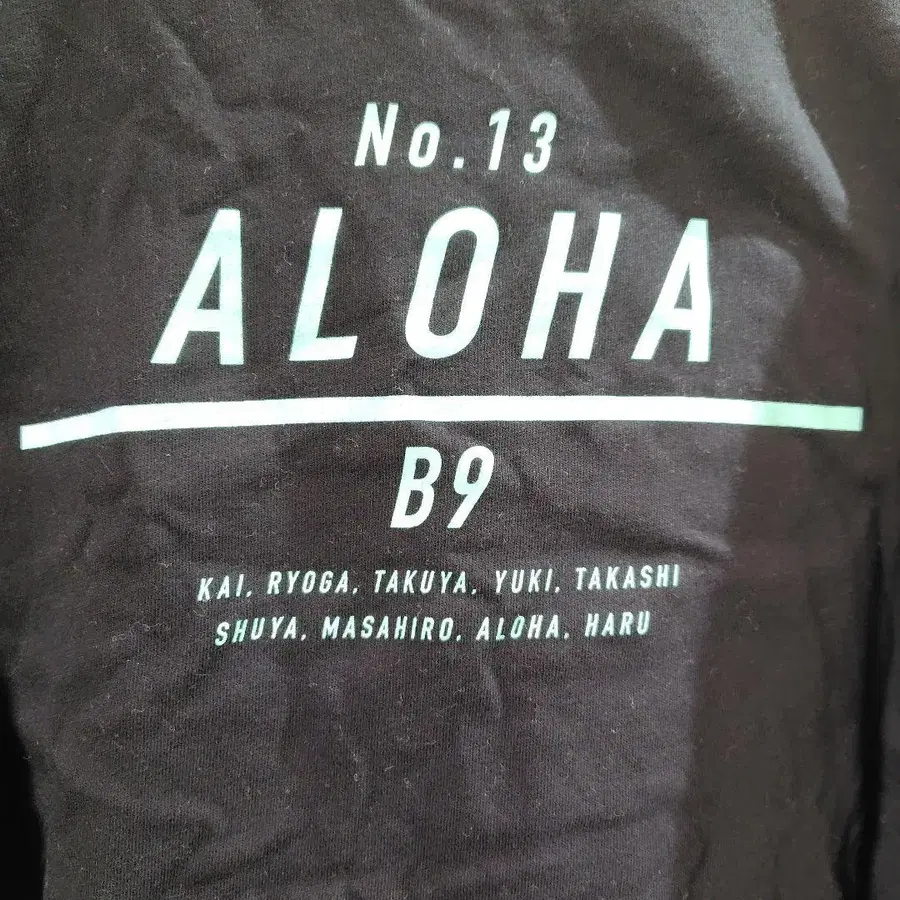 No.13
ALOHA
B9
KAI, RYOGA, TAKUYA, YUKI, TAKASHI
SHUYA, MASAHIRO, ALOHA, HARU